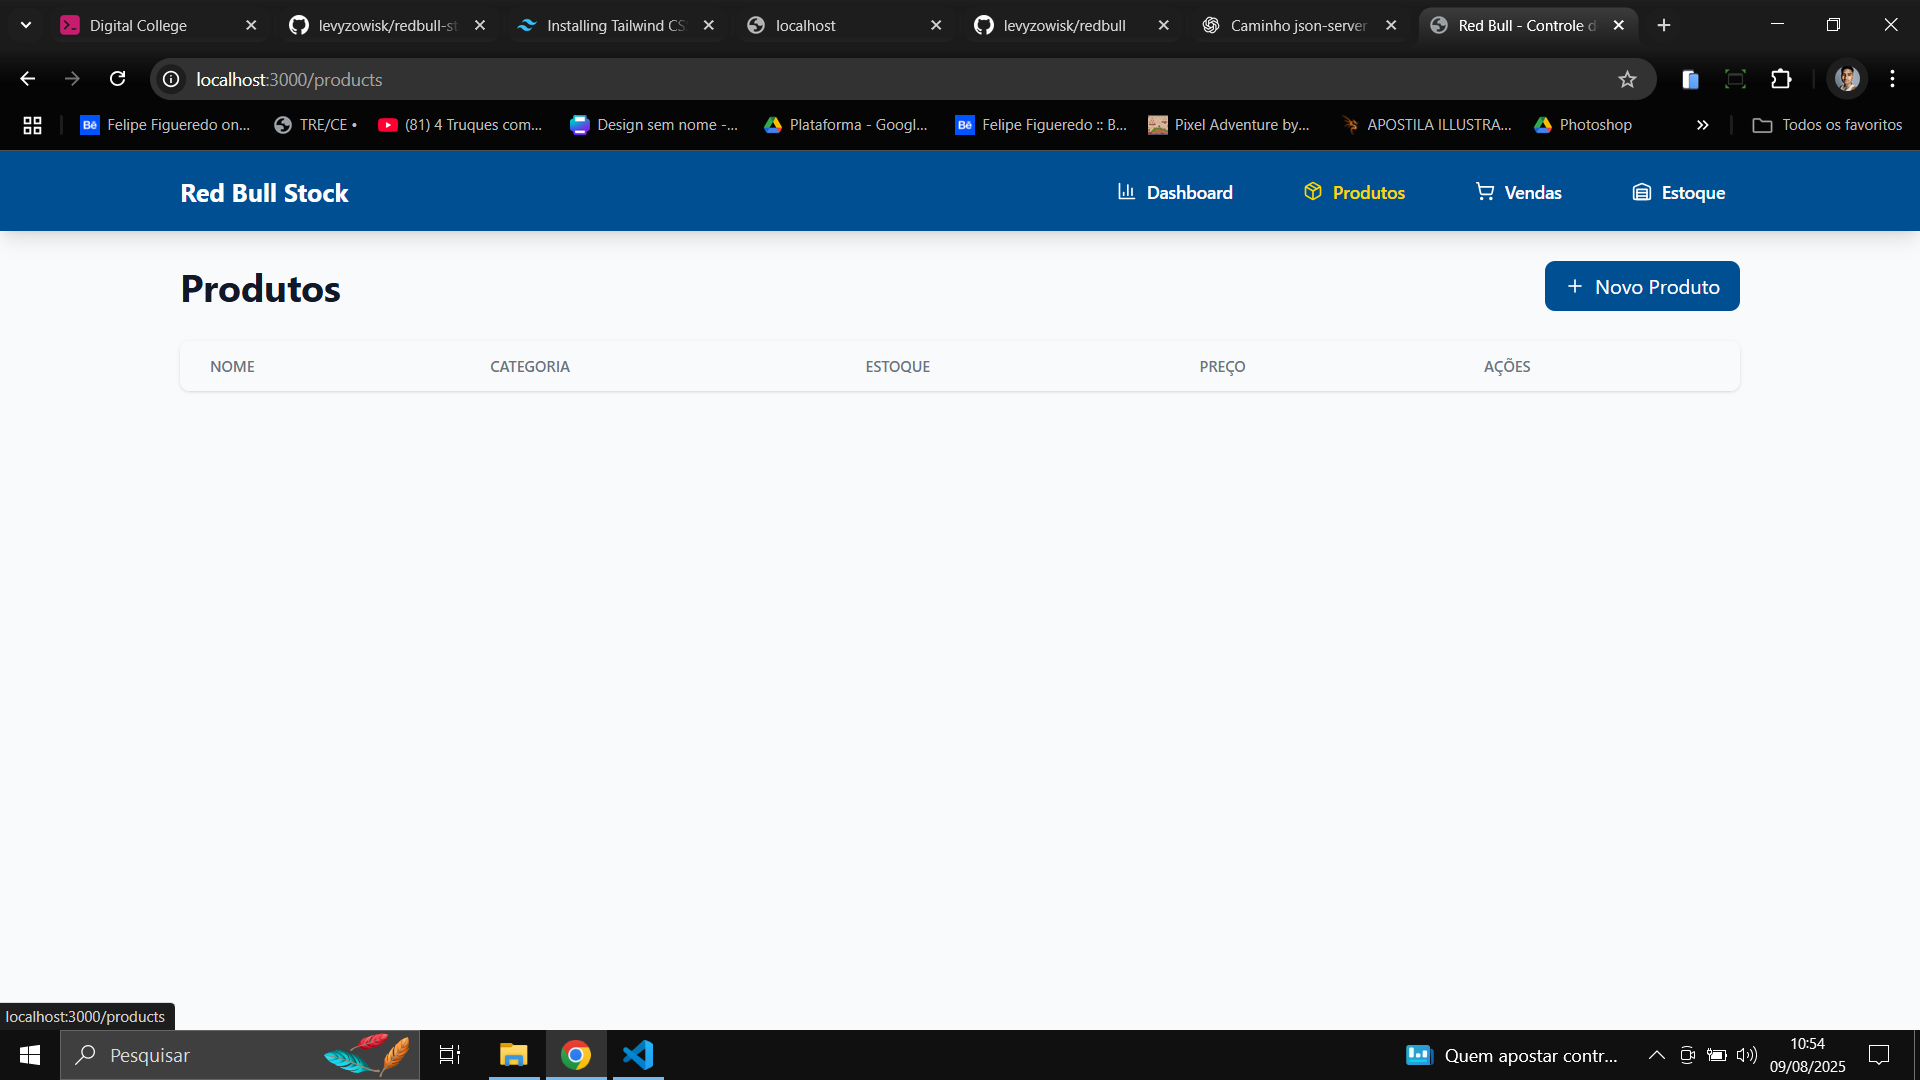 Digital College
levyzowisk/redbull-st
Installing Tailwind CS
localhost
levyzowisk/redbull
Caminho json-server
Red Bull - Controle d
localhost:3000/products
Bē Felipe Figueredo on...
TRE/CE •
(81) 4 Truques com...
Design sem nome -...
Plataforma - Googl...
Bē Felipe Figueredo :: B...
Pixel Adventure by...
APOSTILA ILLUSTRA...
Photoshop
Todos os favoritos
Red Bull Stock
Dashboard
Produtos
Vendas
Estoque
Produtos
+ Novo Produto
NOME
CATEGORIA
ESTOQUE
PREÇO
AÇÕES
localhost:3000/products
Pesquisar
Quem apostar contr...
10:54
09/08/2025